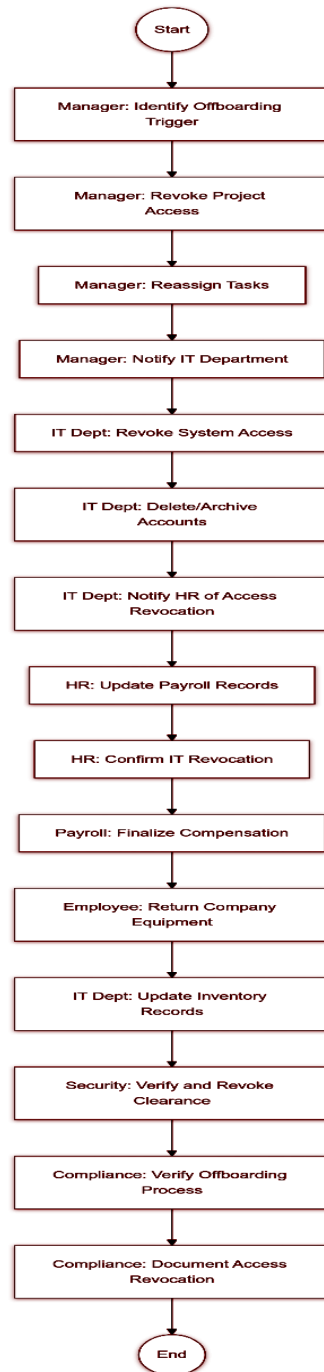 Start
Manager: Identify Offboarding
Trigger
Manager: Revoke Project
Access
Manager: Reassign Tasks
Manager: Notify IT Department
IT Dept: Revoke System Access
IT Dept: Delete/Archive
Accounts
IT Dept: Notify HR of Access
Revocation
HR: Update Payroll Records
HR: Confirm IT Revocation
Payroll: Finalize Compensation
Employee: Return Company
Equipment
IT Dept: Update Inventory
Records
Security: Verify and Revoke
Clearance
Compliance: Verify Offboarding
Process
Compliance: Document Access
Revocation
End